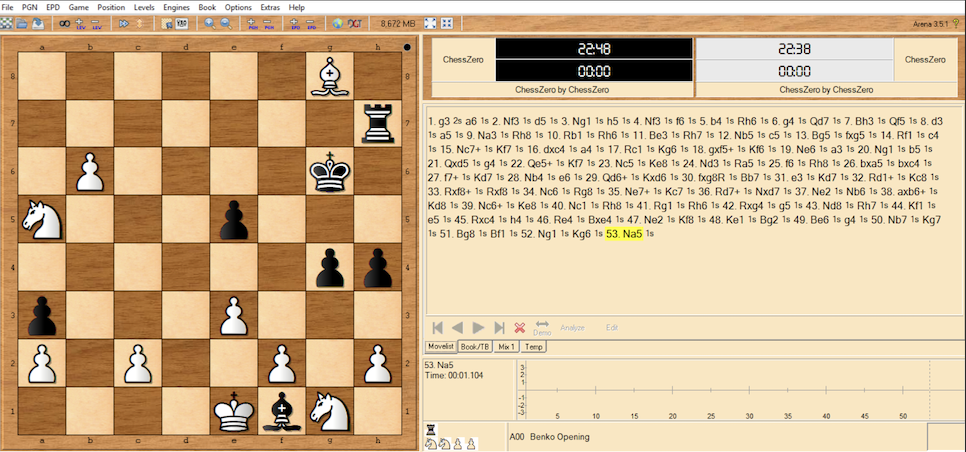 File PGN EPD Game Position Levels Engines Book Options Extras Help
LEV LEV PGN PGN EPD EPD 8,672 MB Arena 3.5.1
a b c d e f g h
8 8
7 7
6 6
5 5
4 4
3 3
2 2
1 1
a b c d e f g h
ChessZero 22:48 22:38 ChessZero
00:00 00:00
ChessZero by ChessZero ChessZero by ChessZero
1. g3 2s a6 1s 2. Nf3 1s d5 1s 3. Ng1 1s h5 1s 4. Nf3 1s f6 1s 5. b4 1s Rh6 1s 6. g4 1s Qd7 1s 7. Bh3 1s Qf5 1s 8. d3
1s a5 1s 9. Na3 1s Rh8 1s 10. Rb1 1s Rh6 1s 11. Be3 1s Rh7 1s 12. Nb5 1s c5 1s 13. Bg5 1s fxg5 1s 14. Rf1 1s c4
1s 15. Nc7+ 1s Kf7 1s 16. dxc4 1s a4 1s 17. Rc1 1s Kg6 1s 18. gxf5+ 1s Kf6 1s 19. Ne6 1s a3 1s 20. Ng1 1s b5 1s
21. Qxd5 1s g4 1s 22. Qe5+ 1s Kf7 1s 23. Nc5 1s Ke8 1s 24. Nd3 1s Ra5 1s 25. f6 1s Rh8 1s 26. bxa5 1s bxc4 1s
27. f7+ 1s Kd7 1s 28. Nb4 1s e6 1s 29. Qd6+ 1s Kxd6 1s 30. fxg8R 1s Bb7 1s 31. e3 1s Kd7 1s 32. Rd1+ 1s Kc8 1s
33. Rxf8+ 1s Rxf8 1s 34. Nc6 1s Rg8 1s 35. Ne7+ 1s Kc7 1s 36. Rd7+ 1s Nxd7 1s 37. Ne2 1s Nb6 1s 38. axb6+ 1s
Kd8 1s 39. Nc6+ 1s Ke8 1s 40. Nc1 1s Rh8 1s 41. Rg1 1s Rh6 1s 42. Rxg4 1s g5 1s 43. Nd8 1s Rh7 1s 44. Kf1 1s
e5 1s 45. Rxc4 1s h4 1s 46. Re4 1s Bxe4 1s 47. Ne2 1s Kf8 1s 48. Ke1 1s Bg2 1s 49. Be6 1s g4 1s 50. Nb7 1s Kg7
1s 51. Bg8 1s Bf1 1s 52. Ng1 1s Kg6 1s 53. Na5 1s
Demo Analyze Edit
Movelist Book/TB Mix 1 Temp
53. Na5
Time: 00:01.104
3
2
1
-1
-2
-3
5 10 15 20 25 30 35 40 45 50
A00 Benko Opening